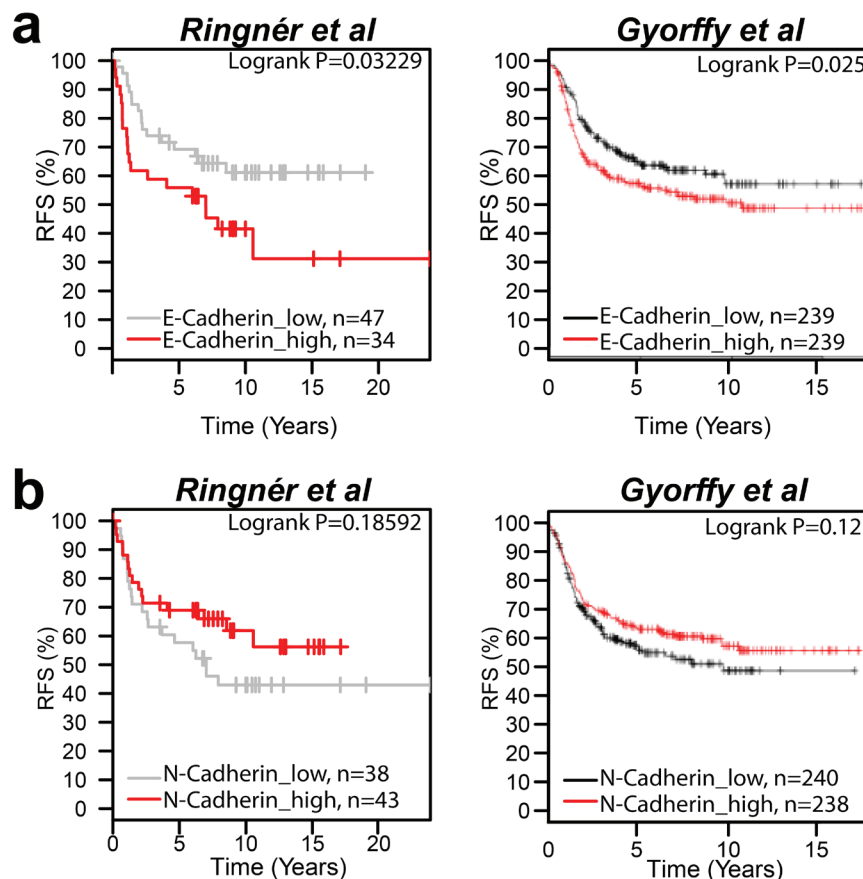 a
Ringnér et al
Logrank P=0.03229
RFS (%)
100
90
80
70
60
50
40
30
20
10
0
E-Cadherin_low, n=47
E-Cadherin_high, n=34
5 10 15 20
Time (Years)
Gyorffy et al
Logrank P=0.025
RFS (%)
100
90
80
70
60
50
40
30
20
10
0
E-Cadherin_low, n=239
E-Cadherin_high, n=239
0 5 10 15
Time (Years)
b
Ringnér et al
Logrank P=0.18592
RFS (%)
100
90
80
70
60
50
40
30
20
10
0
N-Cadherin_low, n=38
N-Cadherin_high, n=43
0 5 10 15 20
Time (Years)
Gyorffy et al
Logrank P=0.12
RFS (%)
100
90
80
70
60
50
40
30
20
10
0
N-Cadherin_low, n=240
N-Cadherin_high, n=238
0 5 10 15
Time (Years)